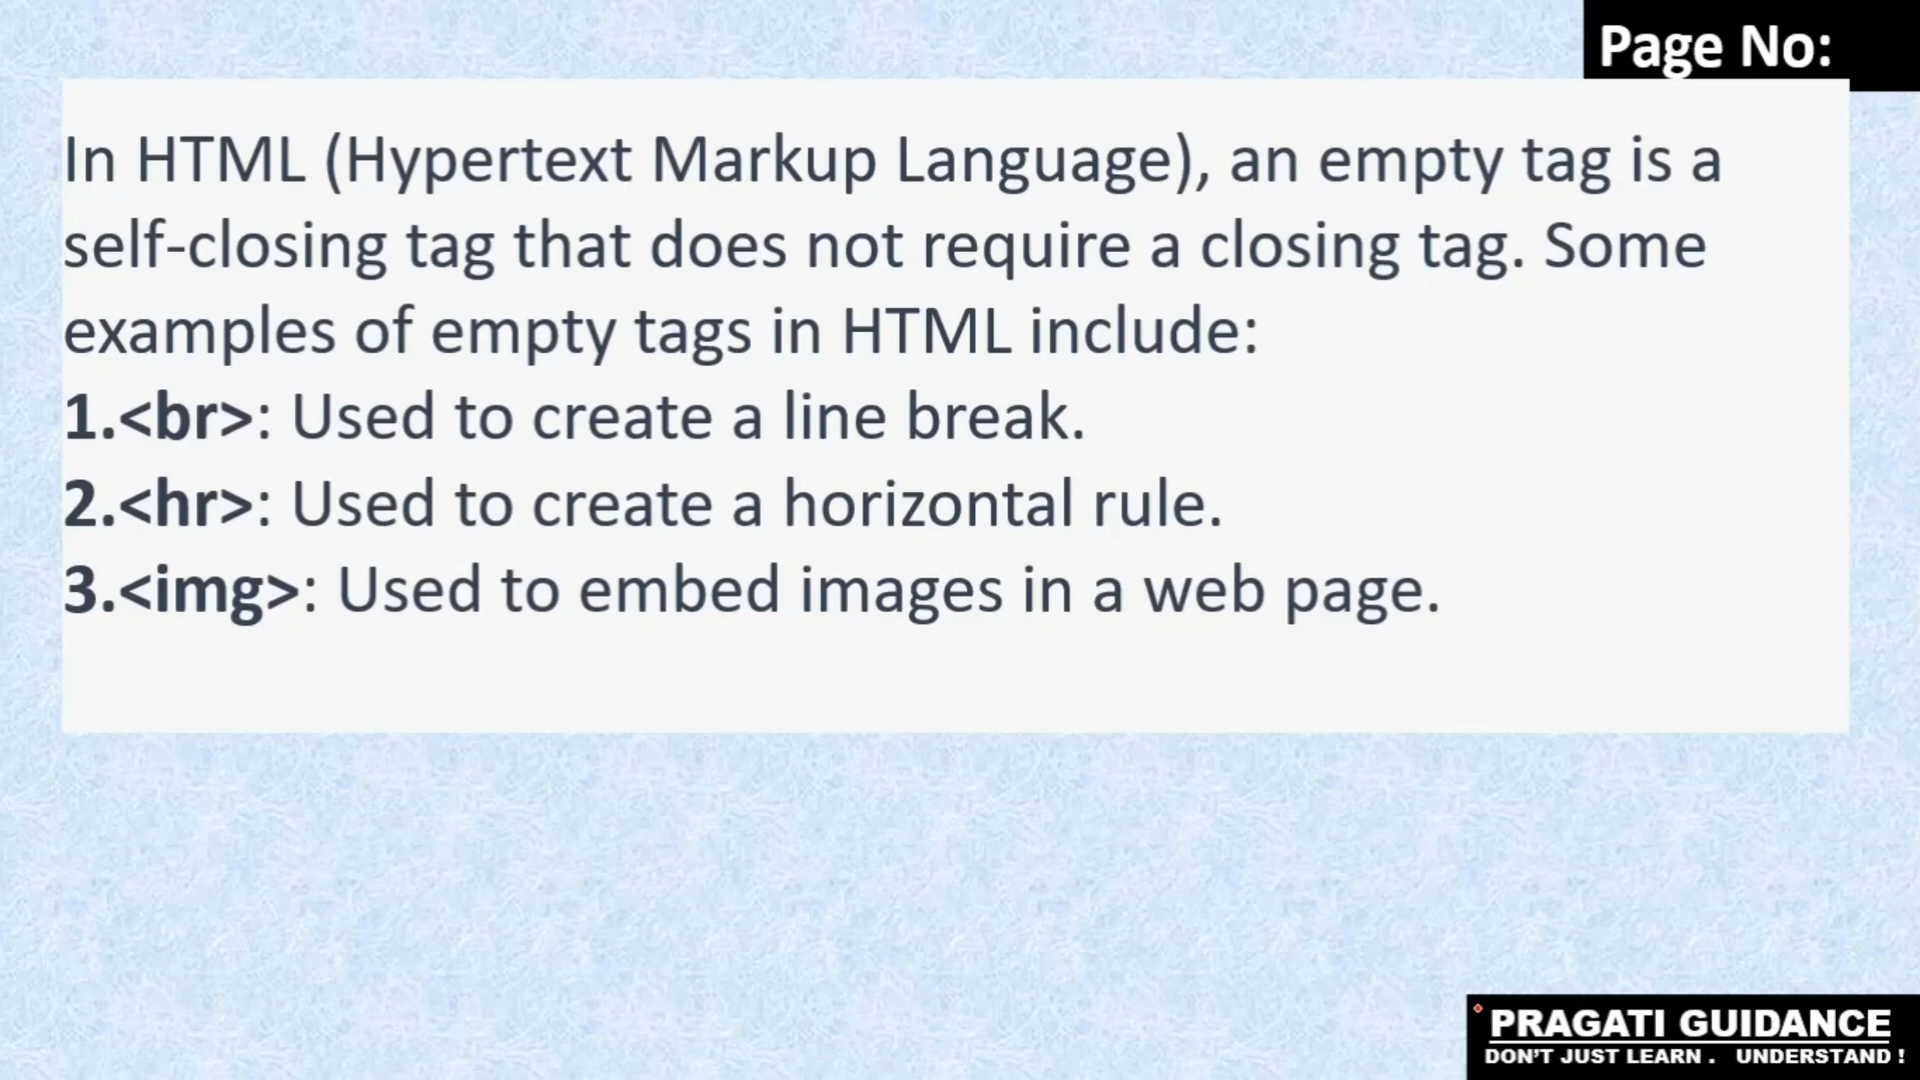 Page No:
In HTML (Hypertext Markup Language), an empty tag is a
self-closing tag that does not require a closing tag. Some
examples of empty tags in HTML include:
1.<br>: Used to create a line break.
2.<hr>: Used to create a horizontal rule.
3.<img>: Used to embed images in a web page.
PRAGATI GUIDANCE
DON'T JUST LEARN . UNDERSTAND !